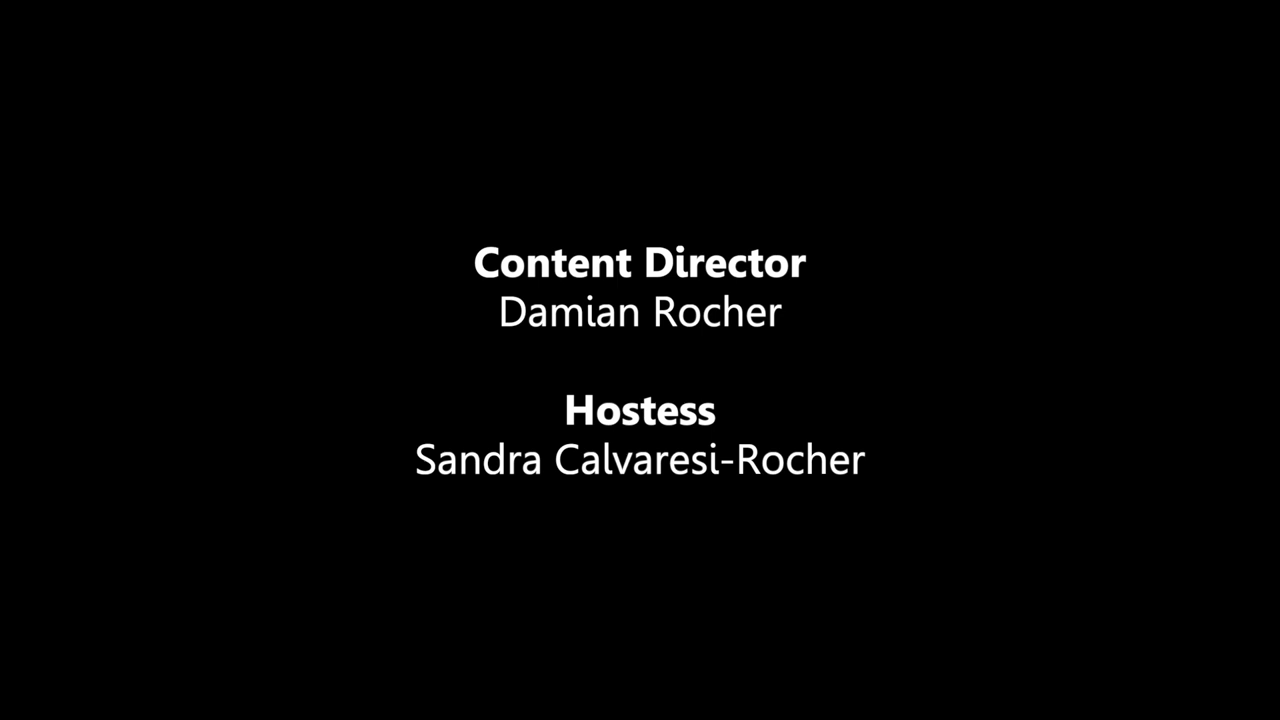 Content Director
Damian Rocher
Hostess
Sandra Calvaresi-Rocher